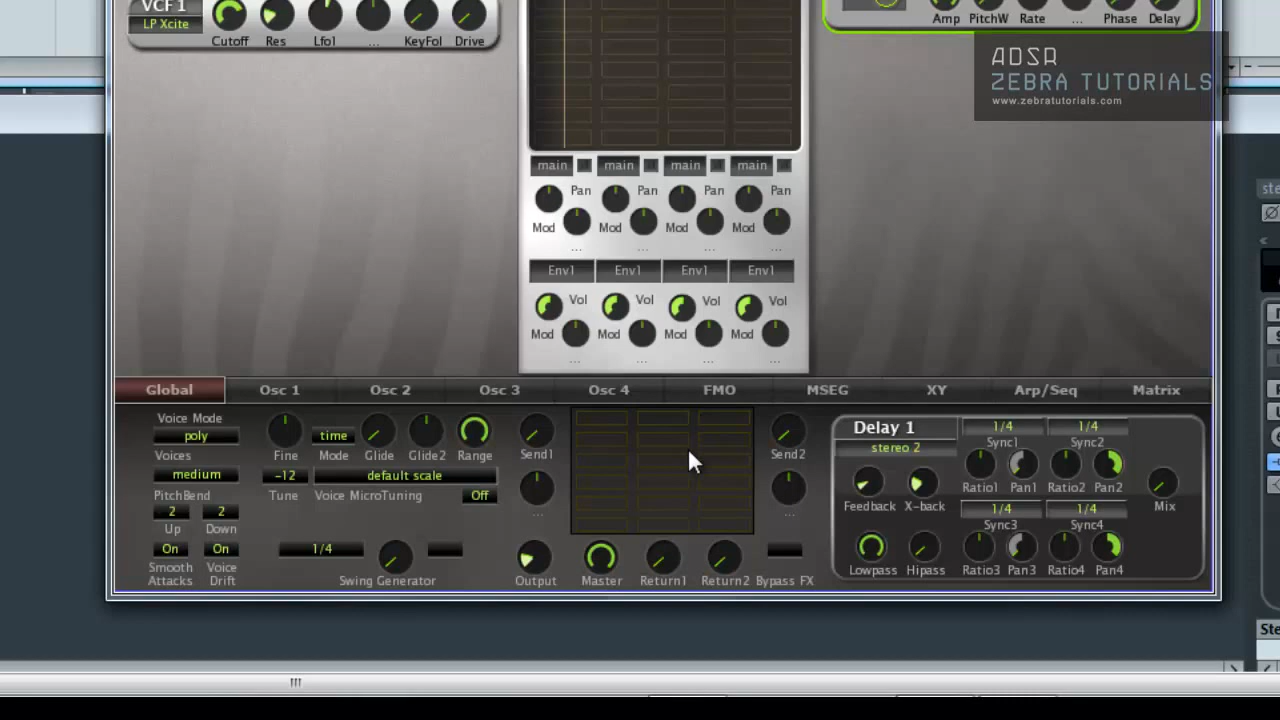 VCF1
LP Xcite
Cutoff Res Lfo1 ... KeyFol Drive
Amp PitchW Rate ... Phase Delay
ADSR
ZEBRA TUTORIALS
www.zebratutorials.com
main main main main
Pan Pan Pan Pan
Mod Mod Mod Mod
... ... ... ...
Env1 Env1 Env1 Env1
Vol Vol Vol Vol
Mod Mod Mod Mod
... ... ... ...
Global Osc 1 Osc 2 Osc 3 Osc 4 FMO MSEG XY Arp/Seq Matrix
Voice Mode
poly
Voices
medium
PitchBend
2 2
Up Down
On On
Smooth Attacks
Voice Drift
Fine
time
Mode Glide Glide2 Range
-12 default scale
Tune Voice MicroTuning Off
1/4
Swing Generator
Send1
...
Send2
...
Output Master Return1 Return2 Bypass FX
Delay 1
stereo 2
Feedback X-back
Lowpass Hipass
1/4 1/4
Sync1 Sync2
Ratio1 Pan1 Ratio2 Pan2
1/4 1/4
Sync3 Sync4
Ratio3 Pan3 Ratio4 Pan4
Mix
ste
Ste